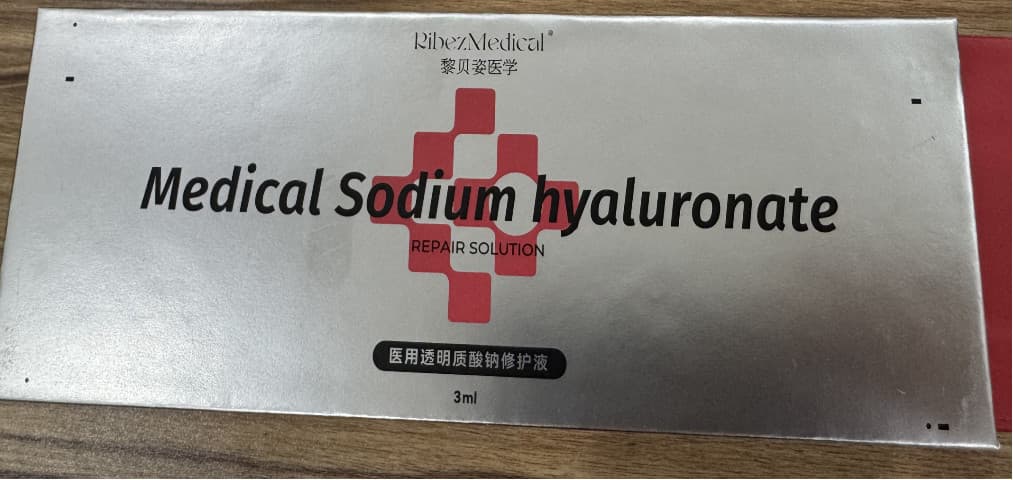 RibezMedical®
黎贝姿医学
Medical Sodium hyaluronate
REPAIR SOLUTION
医用透明质酸钠修护液
3ml